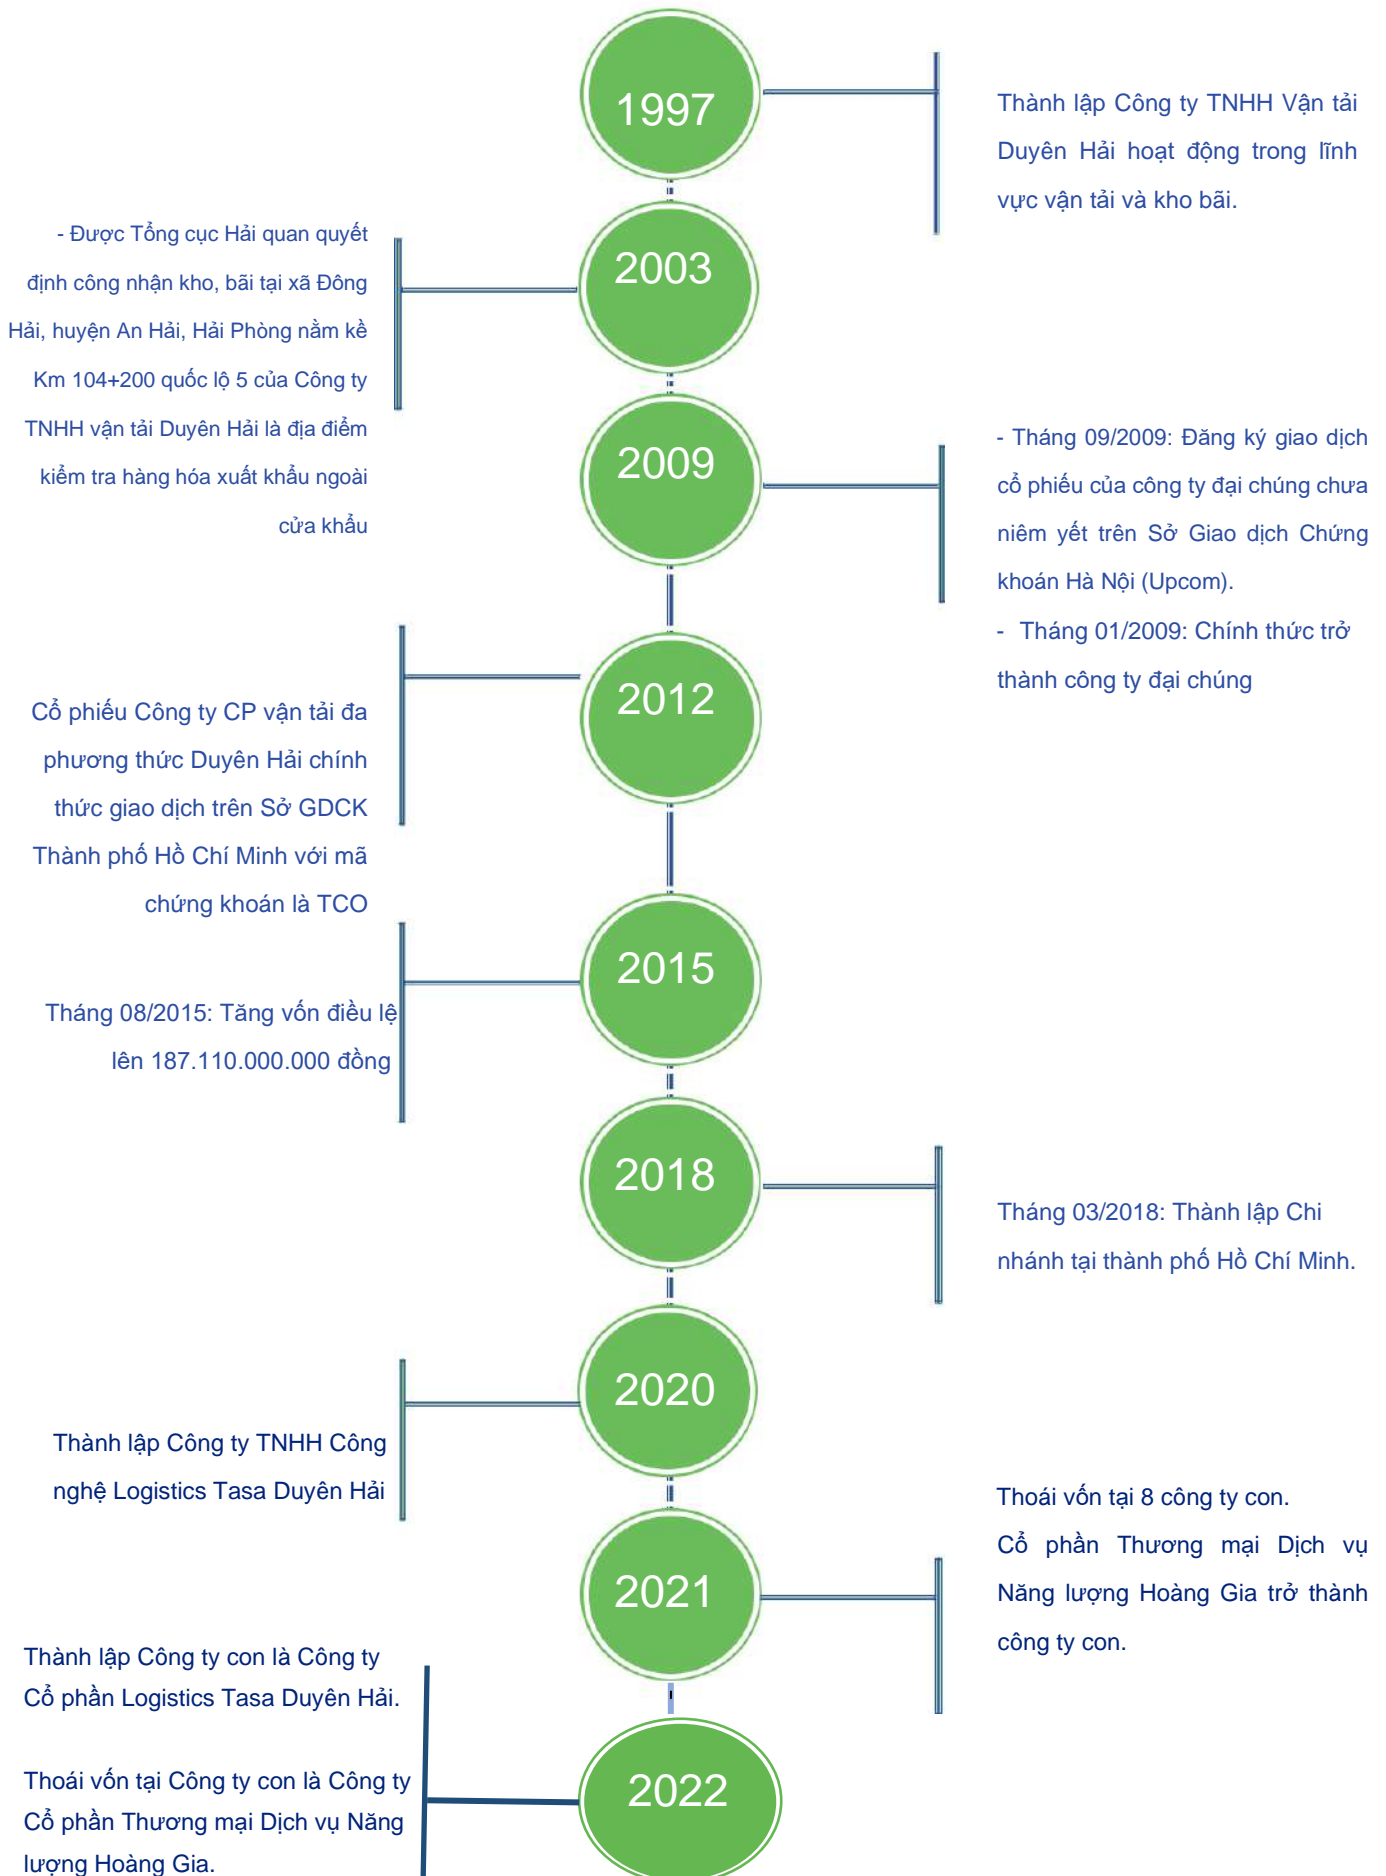 1997
Thành lập Công ty TNHH Vận tải
Duyên Hải hoạt động trong lĩnh
vực vận tải và kho bãi.
2003
- Được Tổng cục Hải quan quyết
định công nhận kho, bãi tại xã Đông
Hải, huyện An Hải, Hải Phòng nằm kề
Km 104+200 quốc lộ 5 của Công ty
TNHH vận tải Duyên Hải là địa điểm
kiểm tra hàng hóa xuất khẩu ngoài
cửa khẩu
2009
- Tháng 09/2009: Đăng ký giao dịch
cổ phiếu của công ty đại chúng chưa
niêm yết trên Sở Giao dịch Chứng
khoán Hà Nội (Upcom).
- Tháng 01/2009: Chính thức trở
thành công ty đại chúng
2012
Cổ phiếu Công ty CP vận tải đa
phương thức Duyên Hải chính
thức giao dịch trên Sở GDCK
Thành phố Hồ Chí Minh với mã
chứng khoán là TCO
2015
Tháng 08/2015: Tăng vốn điều lệ
lên 187.110.000.000 đồng
2018
Tháng 03/2018: Thành lập Chi
nhánh tại thành phố Hồ Chí Minh.
2020
Thành lập Công ty TNHH Công
nghệ Logistics Tasa Duyên Hải
2021
Thoái vốn tại 8 công ty con.
Cổ phần Thương mại Dịch vụ
Năng lượng Hoàng Gia trở thành
công ty con.
2022
Thành lập Công ty con là Công ty
Cổ phần Logistics Tasa Duyên Hải.
Thoái vốn tại Công ty con là Công ty
Cổ phần Thương mại Dịch vụ Năng
lượng Hoàng Gia.